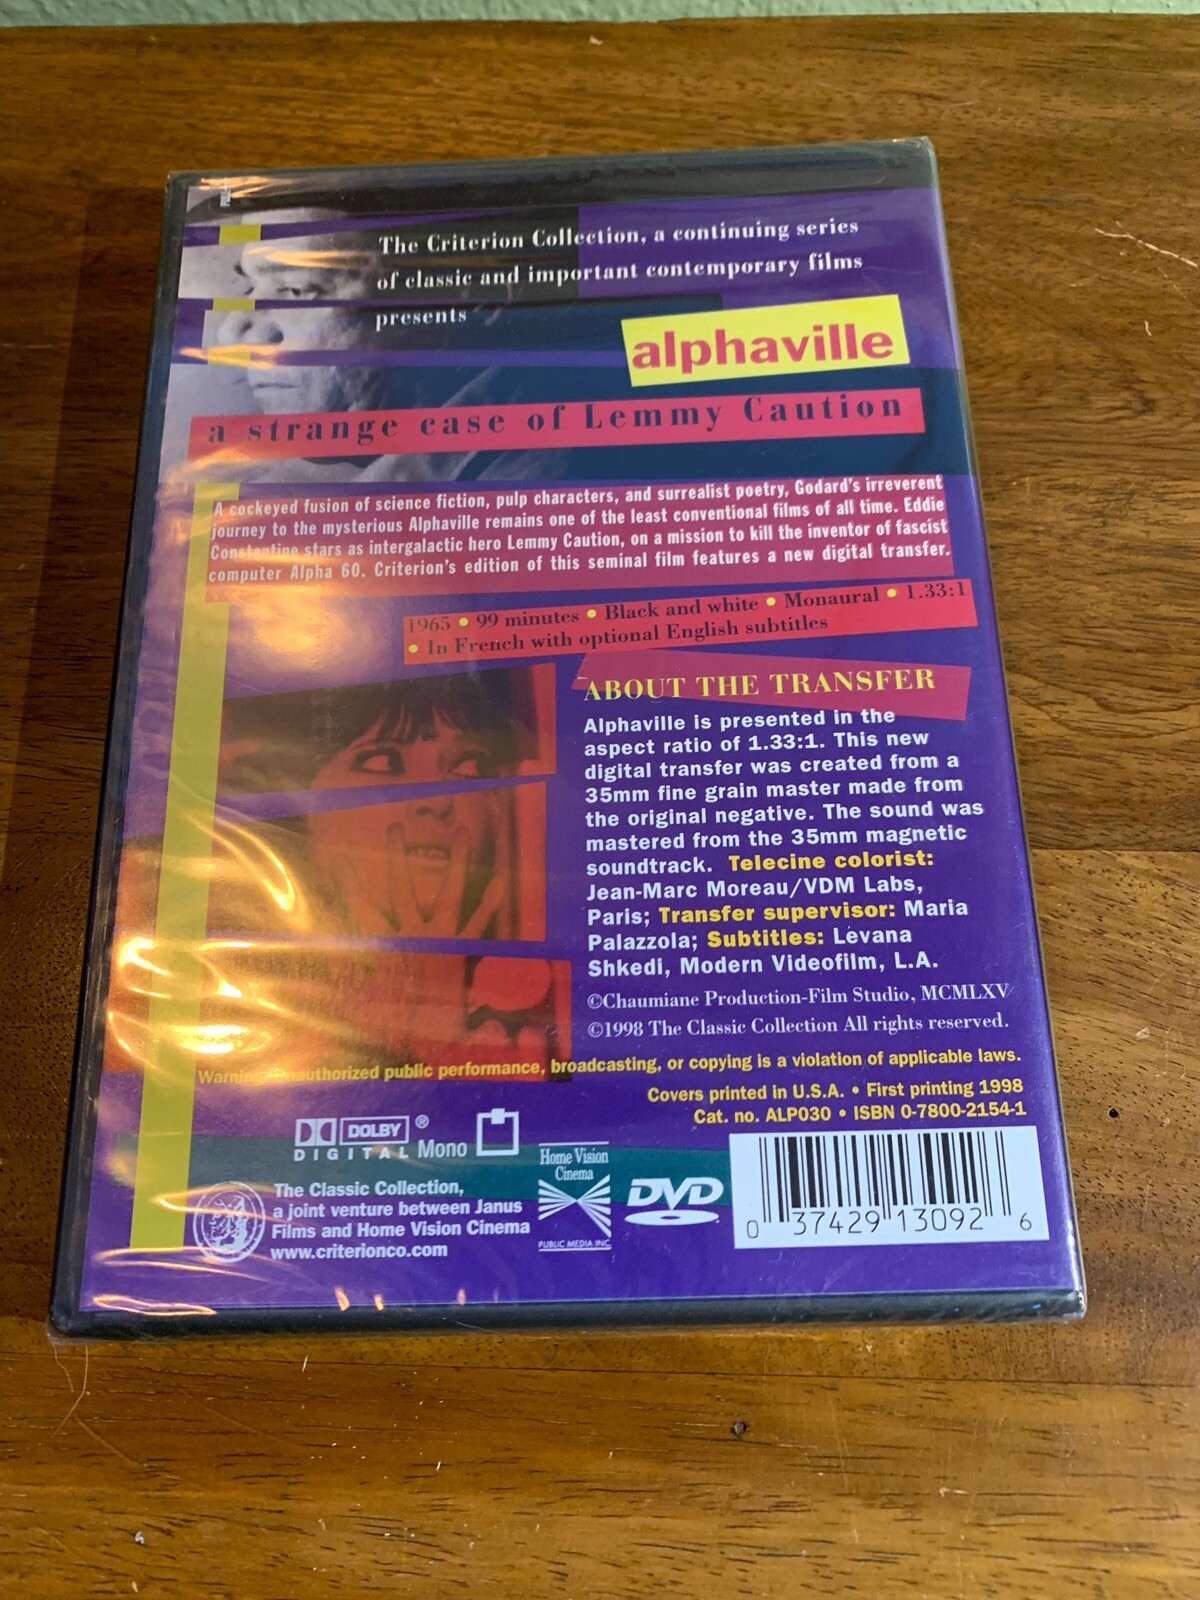 The Criterion Collection, a continuing series
of classic and important contemporary films
presents
alphaville
a strange case of Lemmy Caution
A cockeyed fusion of science fiction, pulp characters, and surrealist poetry, Godard's irreverent
journey to the mysterious Alphaville remains one of the least conventional films of all time. Eddie
Constantine stars as intergalactic hero Lemmy Caution, on a mission to kill the inventor of fascist
computer Alpha 60. Criterion's edition of this seminal film features a new digital transfer.
1965 • 99 minutes • Black and white • Monaural • 1.33:1
• In French with optional English subtitles
ABOUT THE TRANSFER
Alphaville is presented in the
aspect ratio of 1.33:1. This new
digital transfer was created from a
35mm fine grain master made from
the original negative. The sound was
mastered from the 35mm magnetic
soundtrack. Telecine colorist:
Jean-Marc Moreau/VDM Labs,
Paris; Transfer supervisor: Maria
Palazzola; Subtitles: Levana
Shkedi, Modern Videofilm, L.A.
©Chaumiane Production-Film Studio, MCMLXV
©1998 The Classic Collection All rights reserved.
Warning: Unauthorized public performance, broadcasting, or copying is a violation of applicable laws.
Covers printed in U.S.A. • First printing 1998
Cat. no. ALP030 • ISBN 0-7800-2154-1
DOLBY ®
DIGITAL Mono
Home Vision
Cinema
PUBLIC MEDIA INC.
DVD
The Classic Collection,
a joint venture between Janus
Films and Home Vision Cinema
www.criterionco.com
0 37429 13092 6